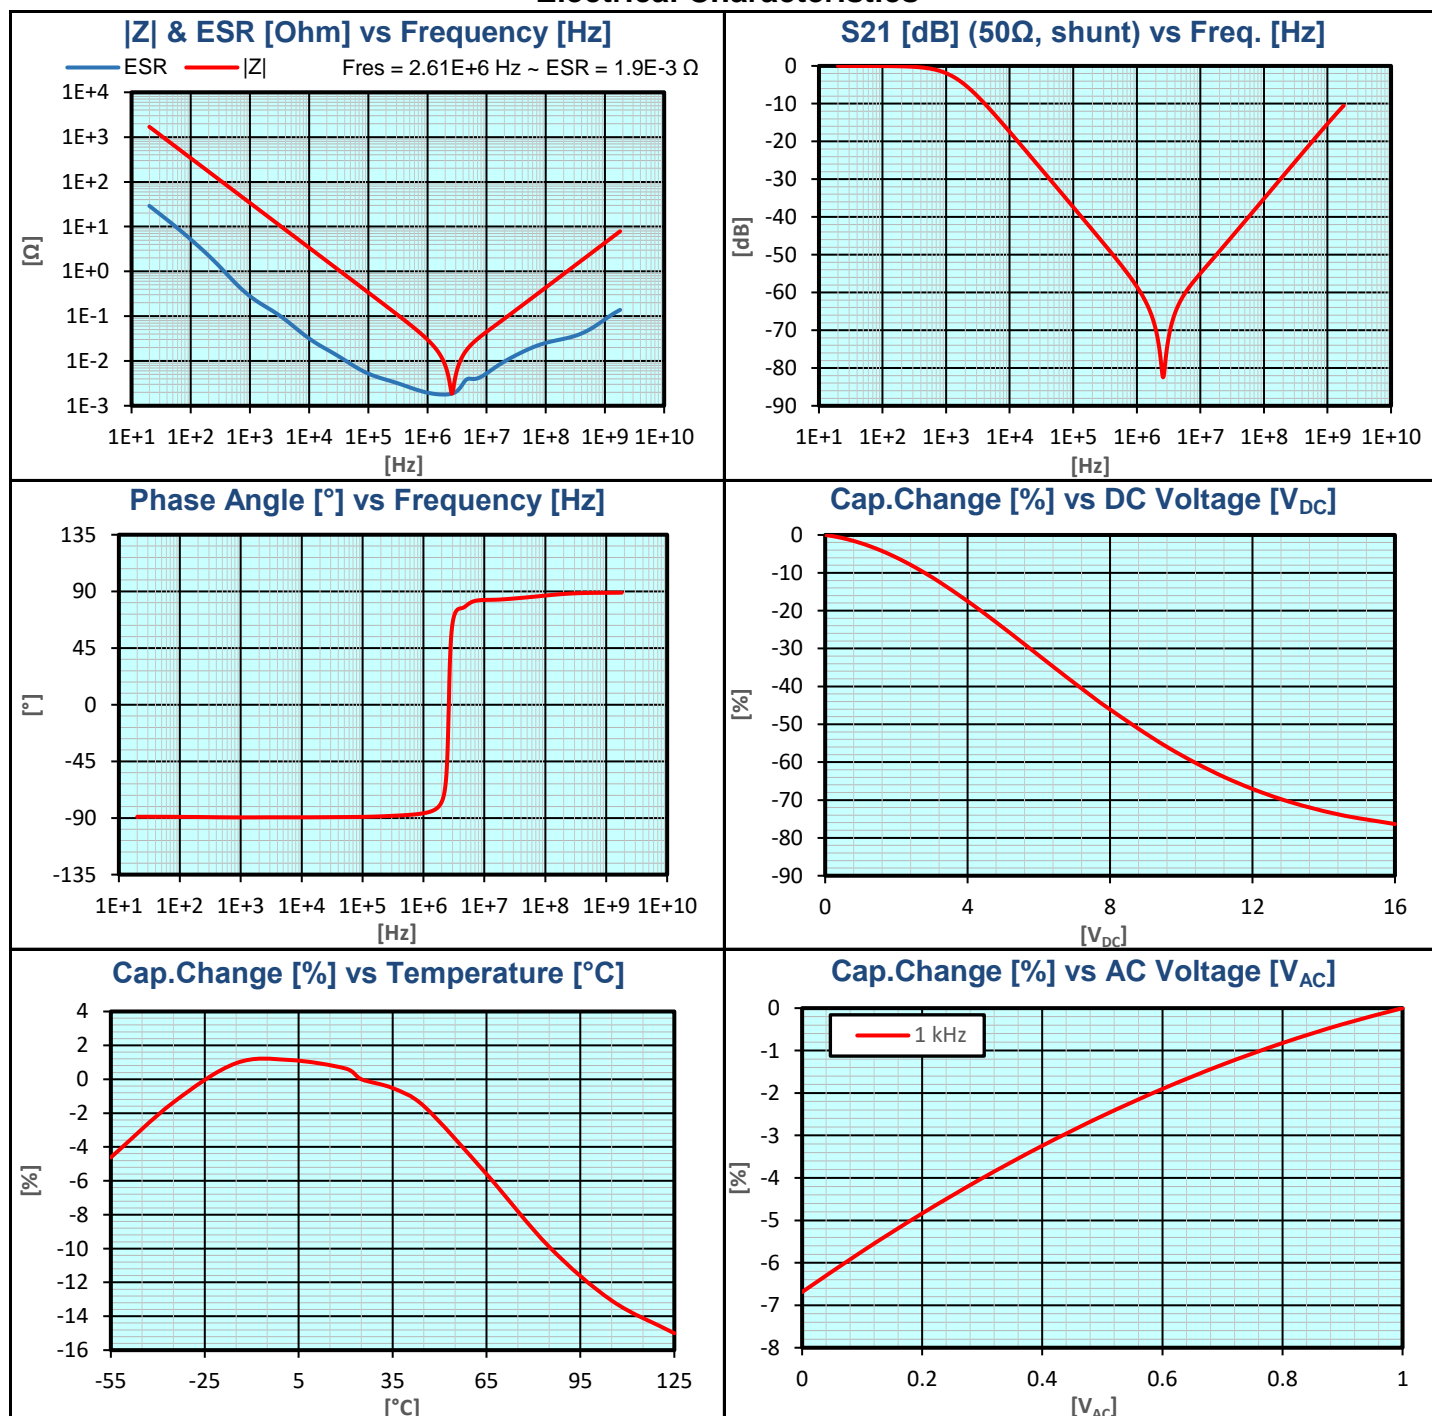 Electrical Characteristics
|Z| & ESR [Ohm] vs Frequency [Hz]
ESR |Z| Fres = 2.61E+6 Hz ~ ESR = 1.9E-3 Ω
1E+4
1E+3
1E+2
1E+1
1E+0
1E-1
1E-2
1E-3
[Ω]
1E+1 1E+2 1E+3 1E+4 1E+5 1E+6 1E+7 1E+8 1E+9 1E+10
[Hz]
S21 [dB] (50Ω, shunt) vs Freq. [Hz]
0
-10
-20
-30
-40
-50
-60
-70
-80
-90
[dB]
1E+1 1E+2 1E+3 1E+4 1E+5 1E+6 1E+7 1E+8 1E+9 1E+10
[Hz]
Phase Angle [°] vs Frequency [Hz]
135
90
45
0
-45
-90
-135
[°]
1E+1 1E+2 1E+3 1E+4 1E+5 1E+6 1E+7 1E+8 1E+9 1E+10
[Hz]
Cap.Change [%] vs DC Voltage [VDC]
0
-10
-20
-30
-40
-50
-60
-70
-80
-90
[%]
0 4 8 12 16
[VDC]
Cap.Change [%] vs Temperature [°C]
4
2
0
-2
-4
-6
-8
-10
-12
-14
-16
[%]
-55 -25 5 35 65 95 125
[°C]
Cap.Change [%] vs AC Voltage [VAC]
1 kHz
0
-1
-2
-3
-4
-5
-6
-7
-8
[%]
0 0.2 0.4 0.6 0.8 1
[VAC]